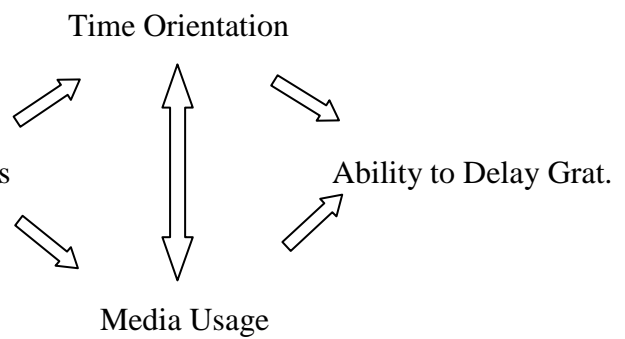 Time Orientation
s Ability to Delay Grat.
Media Usage